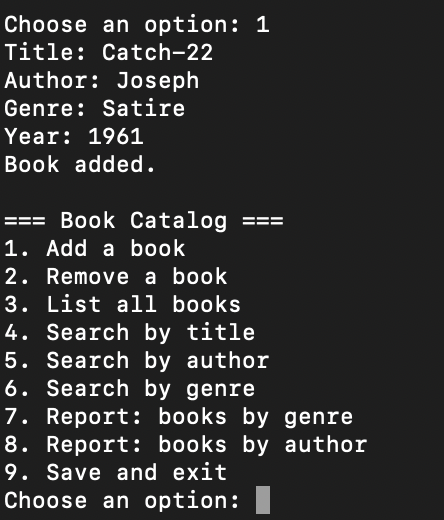 Choose an option: 1
Title: Catch-22
Author: Joseph
Genre: Satire
Year: 1961
Book added.

=== Book Catalog ===
1. Add a book
2. Remove a book
3. List all books
4. Search by title
5. Search by author
6. Search by genre
7. Report: books by genre
8. Report: books by author
9. Save and exit
Choose an option: